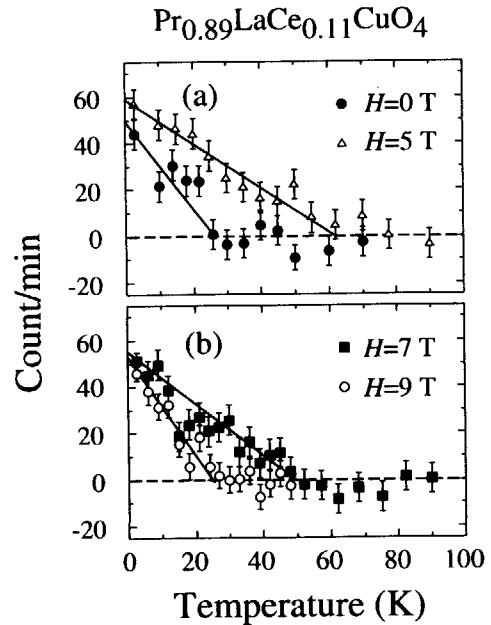 Pr0.89LaCe0.11CuO4
(a)
H=0 T
H=5 T
60
40
20
0
-20
Count/min
(b)
H=7 T
H=9 T
60
40
20
0
-20
0 20 40 60 80 100
Temperature (K)